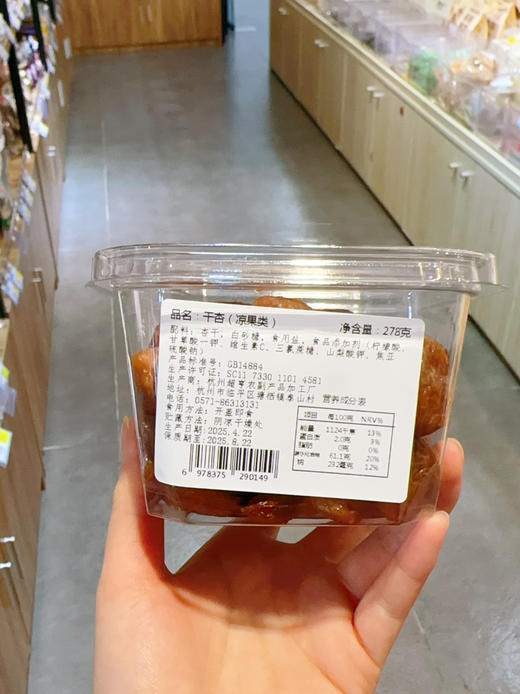 品名：干杏（凉果类） 净含量：278克
配料：杏干，白砂糖，食用盐，食品添加剂（柠檬酸、
甘草酸一钾、维生素C、三氯蔗糖、山梨酸钾、焦亚
硫酸钠）
产品标准号：GB14884
生产许可证：SC11 7330 1101 4581
生产商：杭州超亨农副产品加工厂
地址：杭州市临平区塘栖镇泰山村
电话：0571-86313131
食用方法：开盖即食
贮藏方法：阴凉干燥处
生产日期：2025.4.22
保质期至：2025.8.22
6 978375 290149
营养成分表
项目 每100克 NRV%
能量 1124千焦 13%
蛋白质 2.0克 3%
脂肪 0克 0%
碳水化合物 61.1克 20%
钠 232毫克 12%